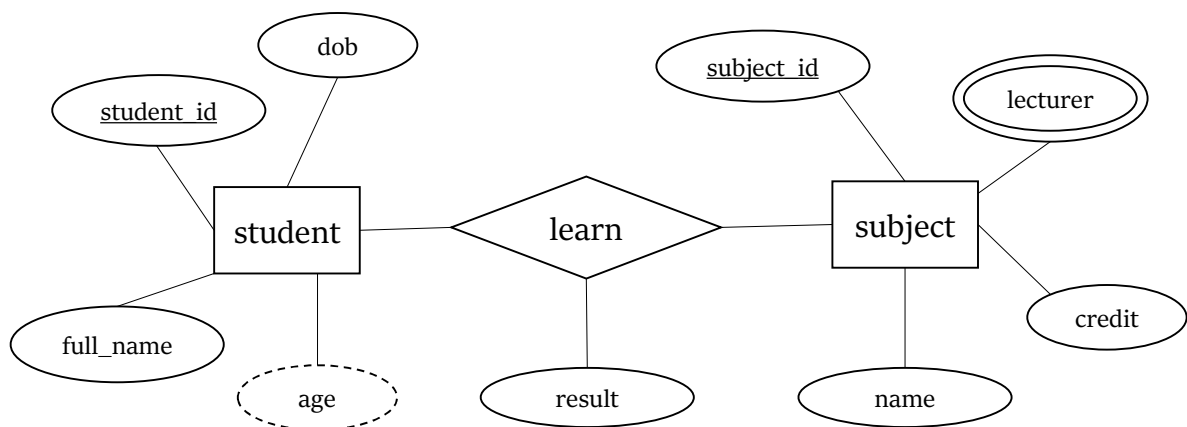 dob
subject_id
lecturer
student_id
student
learn
subject
full_name
credit
age
result
name